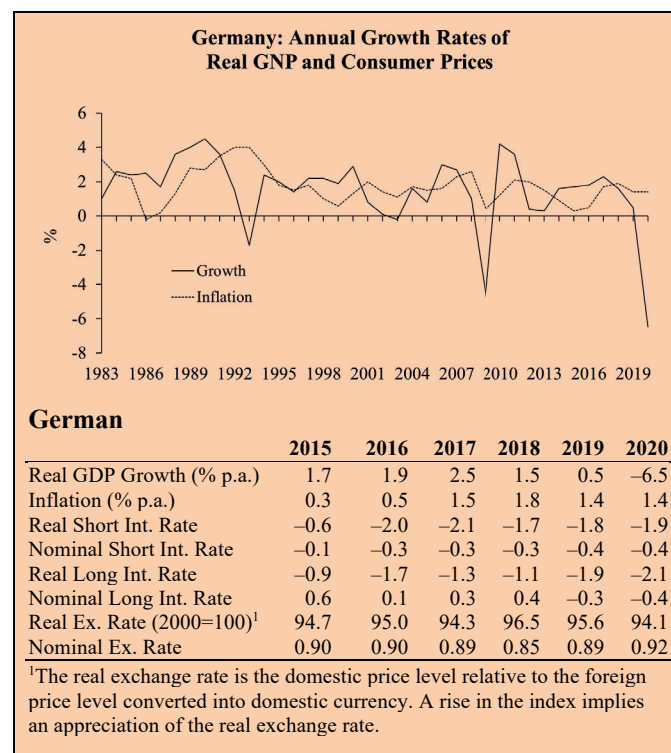 Germany: Annual Growth Rates of
Real GNP and Consumer Prices
6
4
2
0
-2
-4
-6
-8
%
Growth
Inflation
1983 1986 1989 1992 1995 1998 2001 2004 2007 2010 2013 2016 2019
German
2015 2016 2017 2018 2019 2020
Real GDP Growth (% p.a.) 1.7 1.9 2.5 1.5 0.5 –6.5
Inflation (% p.a.) 0.3 0.5 1.5 1.8 1.4 1.4
Real Short Int. Rate –0.6 –2.0 –2.1 –1.7 –1.8 –1.9
Nominal Short Int. Rate –0.1 –0.3 –0.3 –0.3 –0.4 –0.4
Real Long Int. Rate –0.9 –1.7 –1.3 –1.1 –1.9 –2.1
Nominal Long Int. Rate 0.6 0.1 0.3 0.4 –0.3 –0.4
Real Ex. Rate (2000=100)¹ 94.7 95.0 94.3 96.5 95.6 94.1
Nominal Ex. Rate 0.90 0.90 0.89 0.85 0.89 0.92
¹The real exchange rate is the domestic price level relative to the foreign
price level converted into domestic currency. A rise in the index implies
an appreciation of the real exchange rate.